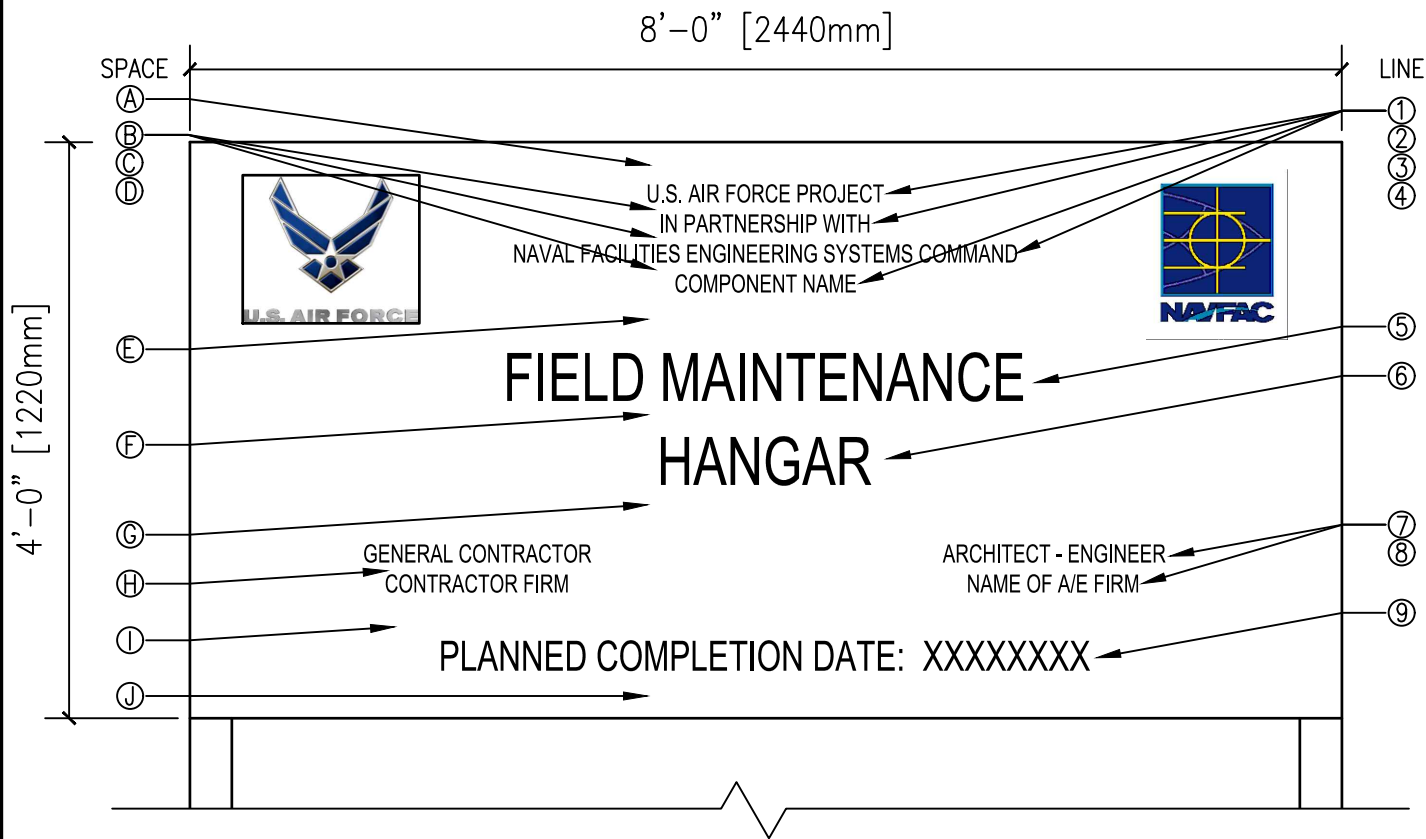 8’-0” [2440mm]
SPACE
LINE
A
B
C
D
1
2
3
4
U.S. AIR FORCE PROJECT
IN PARTNERSHIP WITH
NAVAL FACILITIES ENGINEERING SYSTEMS COMMAND
COMPONENT NAME
U.S. AIR FORCE
NAVFAC
4’-0” [1220mm]
E
5
FIELD MAINTENANCE
6
F
HANGAR
G
7
GENERAL CONTRACTOR
CONTRACTOR FIRM
ARCHITECT - ENGINEER
NAME OF A/E FIRM
8
H
9
I
PLANNED COMPLETION DATE: XXXXXXXX
J